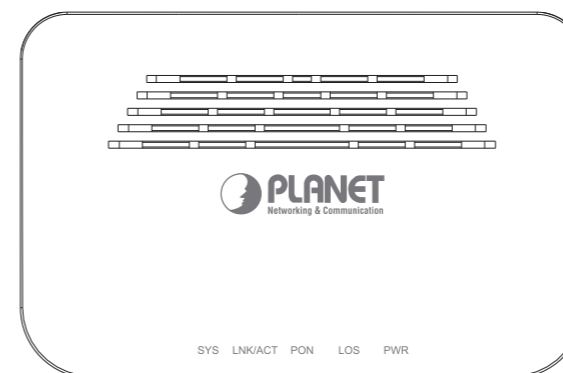 PLANET
Networking & Communication
SYS LNK/ACT PON LOS PWR